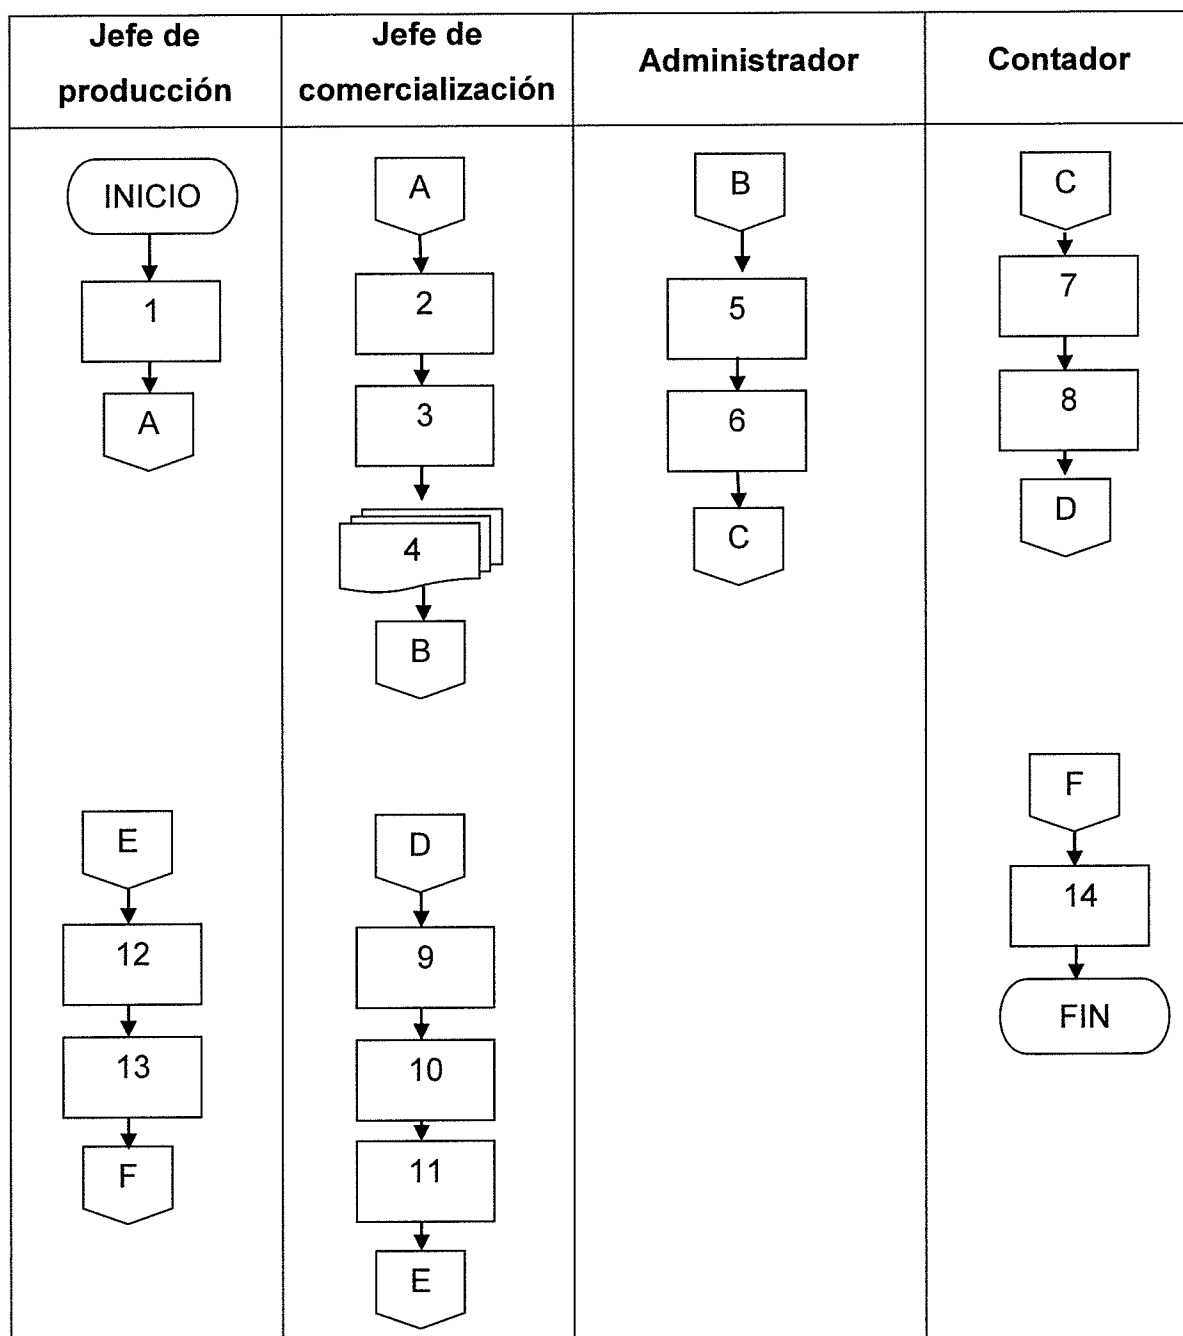 Jefe de
producción
Jefe de
comercialización
Administrador
Contador
INICIO
1
A
A
2
3
4
B
B
5
6
C
C
7
8
D
E
12
13
F
D
9
10
11
E
F
14
FIN